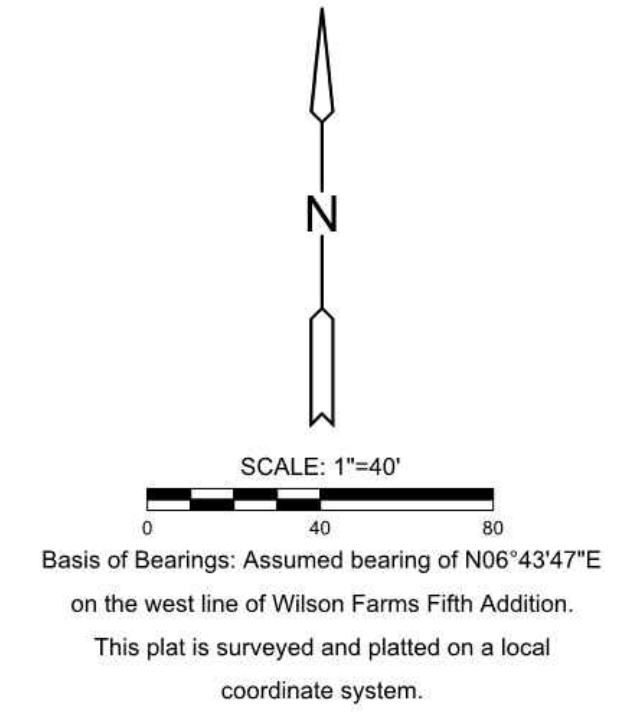 N
SCALE: 1"=40'
0 40 80
Basis of Bearings: Assumed bearing of N06°43'47"E
on the west line of Wilson Farms Fifth Addition.
This plat is surveyed and platted on a local
coordinate system.